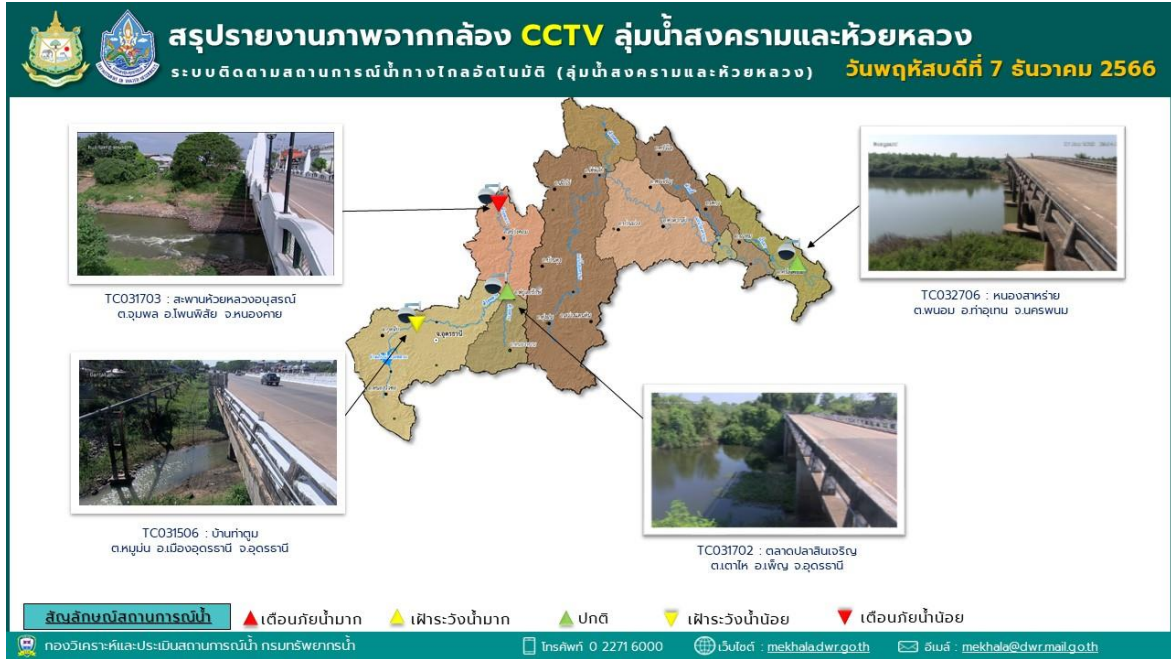 สรุปรายงานภาพจากกล้อง CCTV ลุ่มน้ำสงครามและห้วยหลวง
ระบบติดตามสถานการณ์น้ำทางไกลอัตโนมัติ (ลุ่มน้ำสงครามและห้วยหลวง)
วันพฤหัสบดีที่ 7 ธันวาคม 2566
TC031703 : สะพานห้วยหลวงอนุสรณ์
ต.จุมพล อ.โพนพิสัย จ.หนองคาย
TC032706 : หนองสาหร่าย
ต.พนอม อ.ท่าอุเทน จ.นครพนม
จ.อุดรธานี
TC031506 : บ้านท่าตูม
ต.หมูม่น อ.เมืองอุดรธานี จ.อุดรธานี
TC031702 : ตลาดปลาสินเจริญ
ต.เตาไห อ.เพ็ญ จ.อุดรธานี
สัญลักษณ์สถานการณ์น้ำ
เตือนภัยน้ำมาก
เฝ้าระวังน้ำมาก
ปกติ
เฝ้าระวังน้ำน้อย
เตือนภัยน้ำน้อย
กองวิเคราะห์และประเมินสถานการณ์น้ำ กรมทรัพยากรน้ำ
โทรศัพท์ 0 2271 6000
เว็บไซต์ : mekhala.dwr.go.th
อีเมล์ : mekhala@dwr.mail.go.th